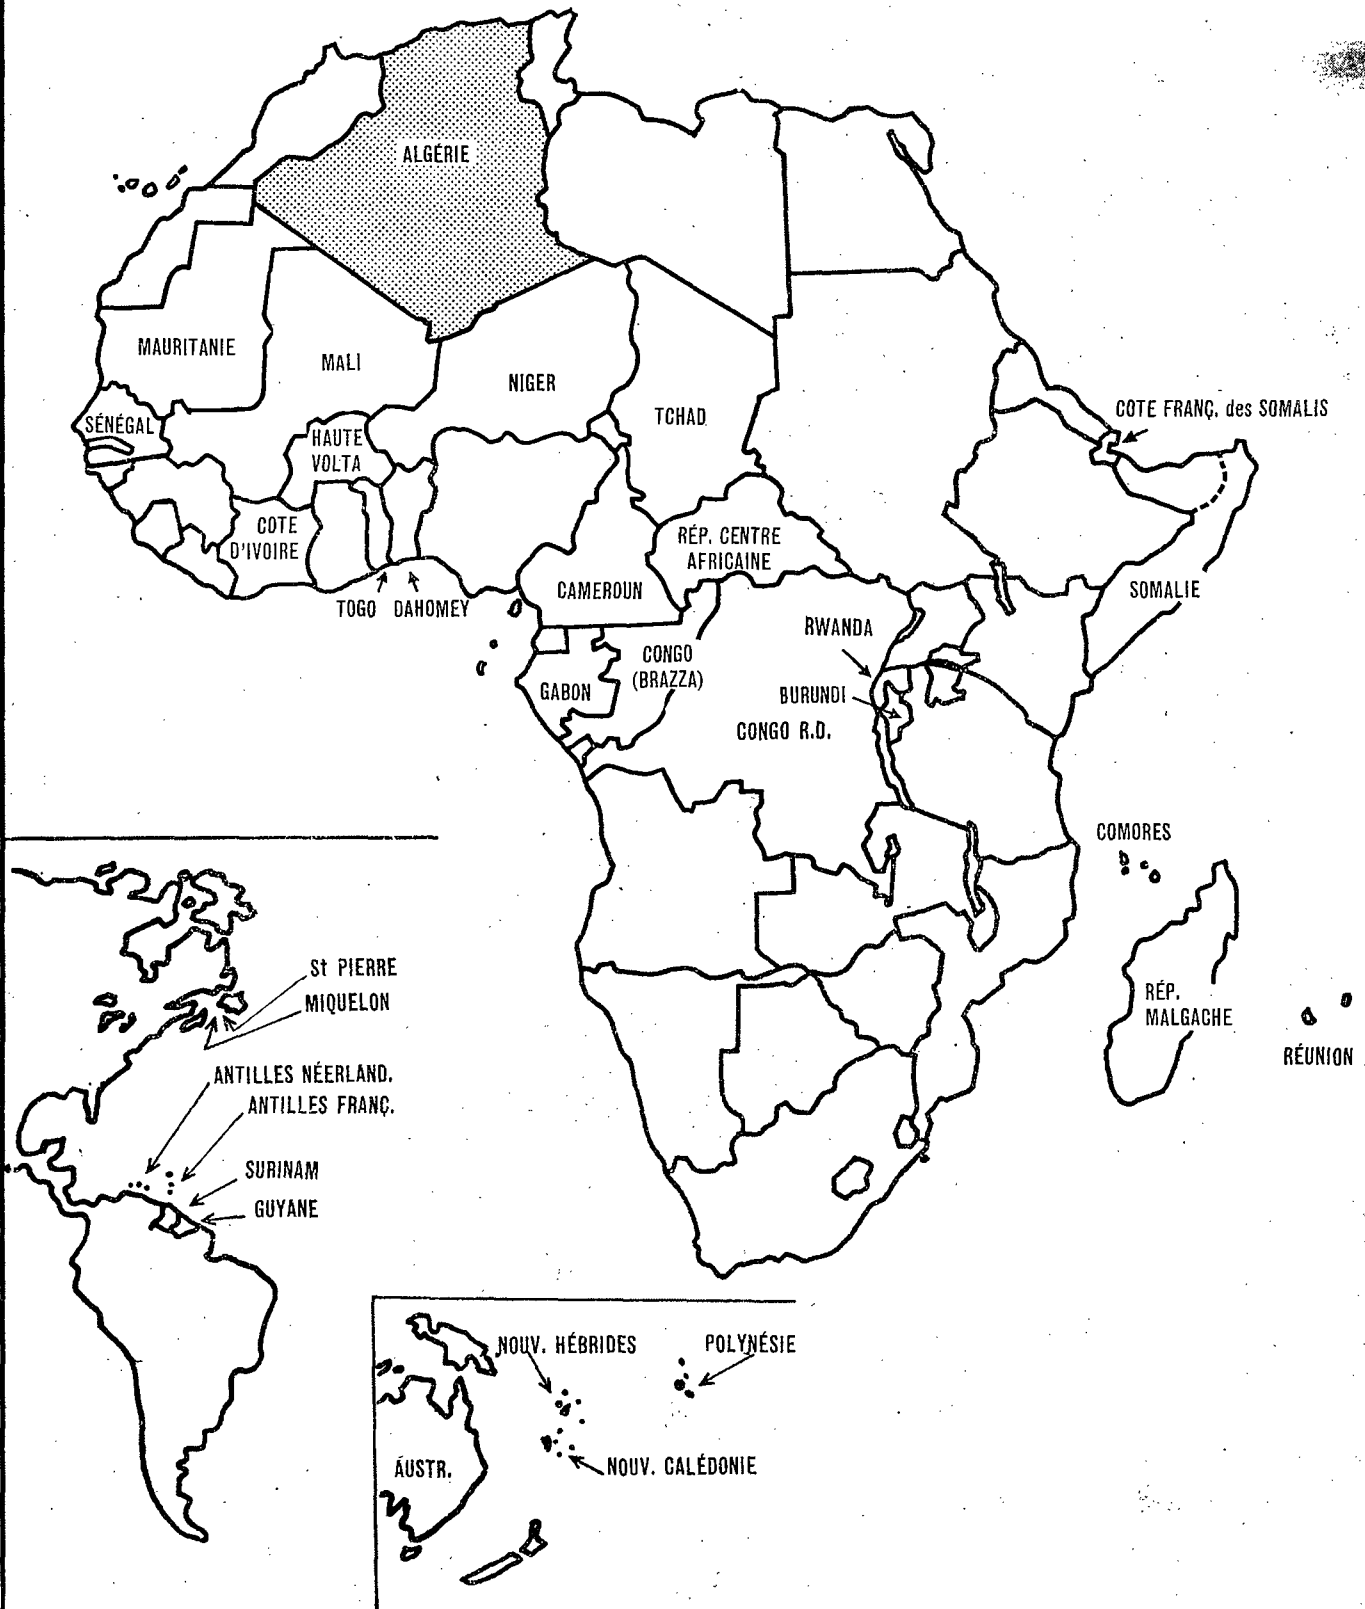 ALGÉRIE
MAURITANIE
MALI
NIGER
TCHAD
COTE FRANÇ. des SOMALIS
SÉNÉGAL
HAUTE
VOLTA
COTE
D'IVOIRE
RÉP. CENTRE
AFRICAINE
CAMEROUN
SOMALIE
TOGO
DAHOMEY
RWANDA
CONGO
(BRAZZA)
GABON
BURUNDI
CONGO R.D.
COMORES
RÉP.
MALGACHE
RÉUNION
St PIERRE
MIQUELON
ANTILLES NÉERLAND.
ANTILLES FRANÇ.
SURINAM
GUYANE
NOUV. HÉBRIDES
POLYNÉSIE
AUSTR.
NOUV. CALÉDONIE